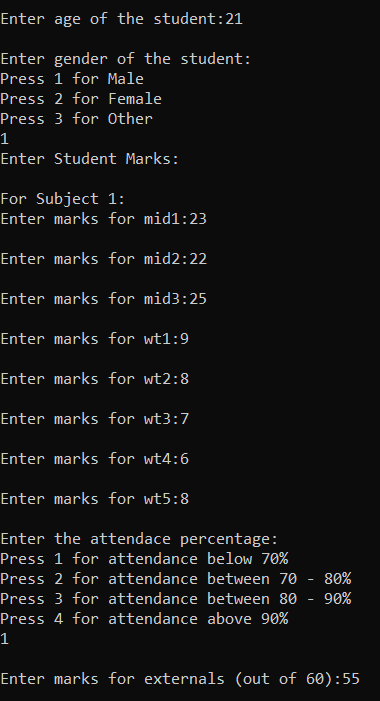 Enter age of the student:21
Enter gender of the student:
Press 1 for Male
Press 2 for Female
Press 3 for Other
1
Enter Student Marks:
For Subject 1:
Enter marks for mid1:23
Enter marks for mid2:22
Enter marks for mid3:25
Enter marks for wt1:9
Enter marks for wt2:8
Enter marks for wt3:7
Enter marks for wt4:6
Enter marks for wt5:8
Enter the attendace percentage:
Press 1 for attendance below 70%
Press 2 for attendance between 70 - 80%
Press 3 for attendance between 80 - 90%
Press 4 for attendance above 90%
1
Enter marks for externals (out of 60):55